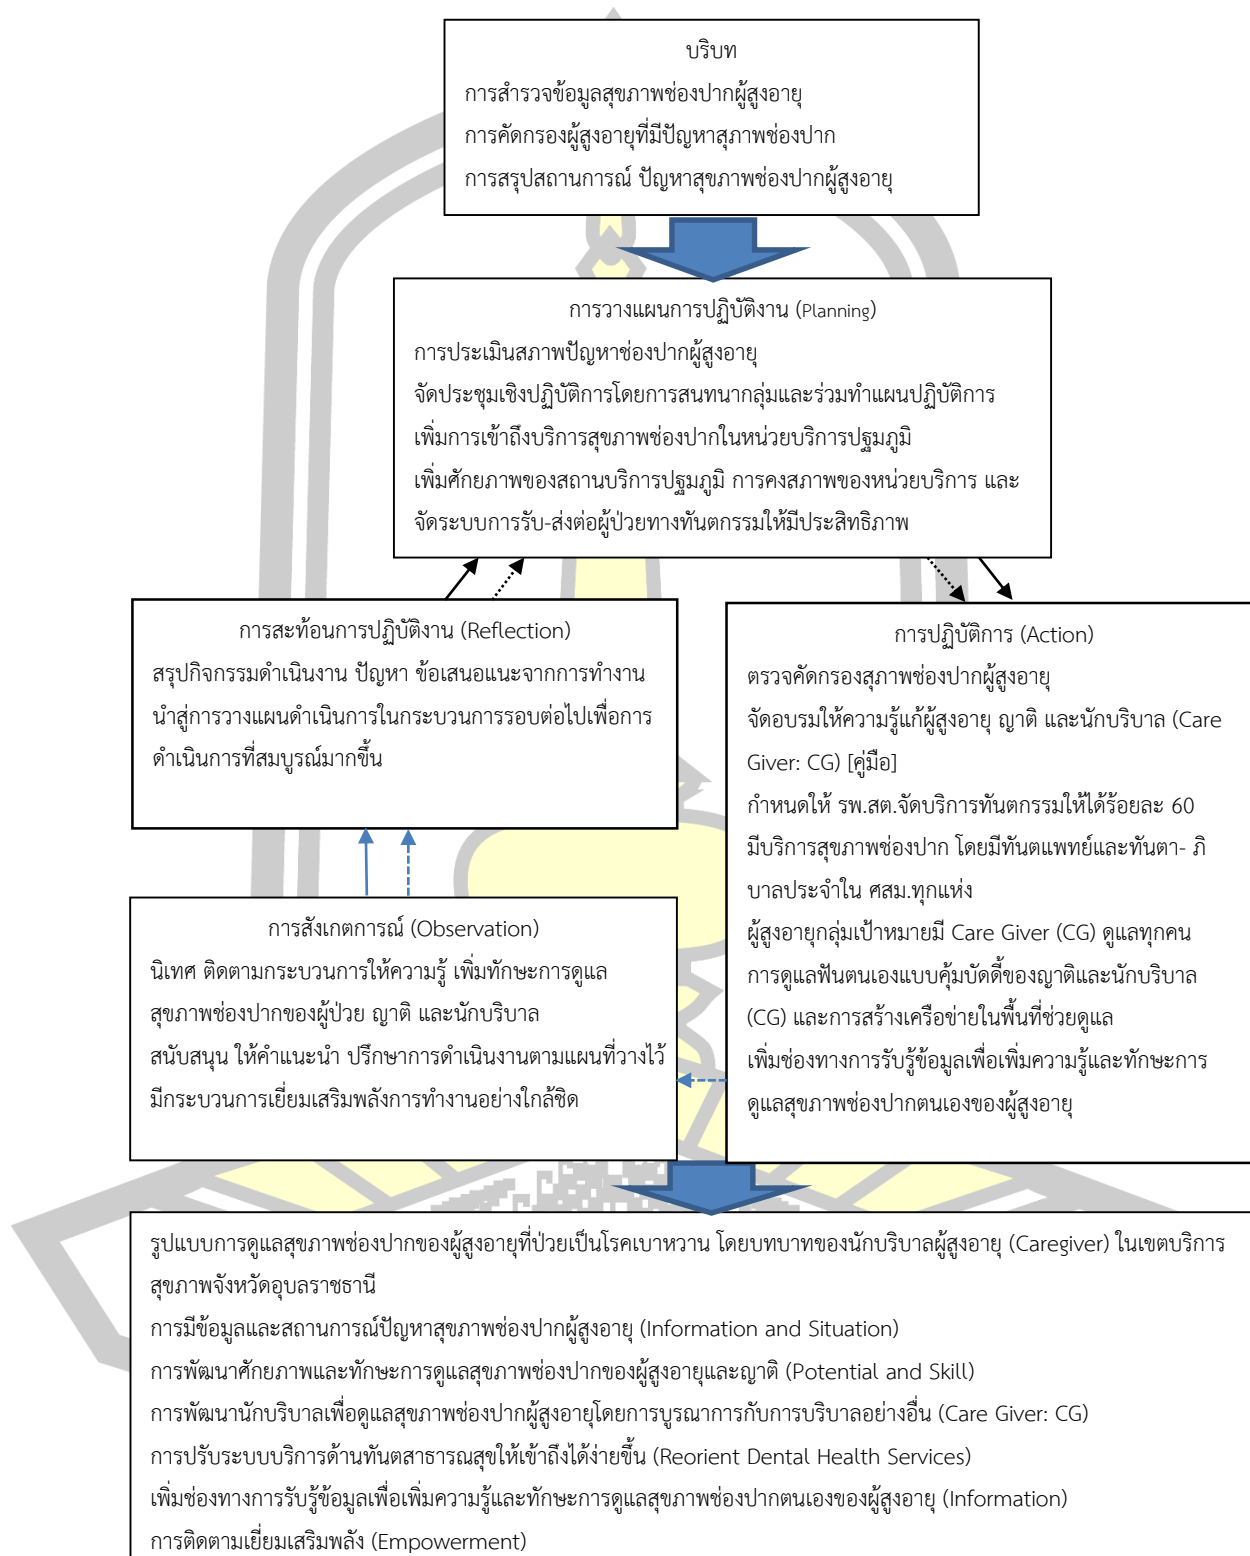 บริบท
การสำรวจข้อมูลสุขภาพช่องปากผู้สูงอายุ
การคัดกรองผู้สูงอายุที่มีปัญหาสุภาพช่องปาก
การสรุปสถานการณ์ ปัญหาสุขภาพช่องปากผู้สูงอายุ
การวางแผนการปฏิบัติงาน (Planning)
การประเมินสภาพปัญหาช่องปากผู้สูงอายุ
จัดประชุมเชิงปฏิบัติการโดยการสนทนากลุ่มและร่วมทำแผนปฏิบัติการ
เพิ่มการเข้าถึงบริการสุขภาพช่องปากในหน่วยบริการปฐมภูมิ
เพิ่มศักยภาพของสถานบริการปฐมภูมิ การคงสภาพของหน่วยบริการ และ
จัดระบบการรับ-ส่งต่อผู้ป่วยทางทันตกรรมให้มีประสิทธิภาพ
การสะท้อนการปฏิบัติงาน (Reflection)
สรุปกิจกรรมดำเนินงาน ปัญหา ข้อเสนอแนะจากการทำงาน
นำสู่การวางแผนดำเนินการในกระบวนการรอบต่อไปเพื่อการ
ดำเนินการที่สมบูรณ์มากขึ้น
การปฏิบัติการ (Action)
ตรวจคัดกรองสุภาพช่องปากผู้สูงอายุ
จัดอบรมให้ความรู้แก้ผู้สูงอายุ ญาติ และนักบริบาล (Care
Giver: CG) [คู่มือ]
กำหนดให้ รพ.สต.จัดบริการทันตกรรมให้ได้ร้อยละ 60
มีบริการสุขภาพช่องปาก โดยมีทันตแพทย์และทันตา- ภิ
บาลประจำใน ศสม.ทุกแห่ง
ผู้สูงอายุกลุ่มเป้าหมายมี Care Giver (CG) ดูแลทุกคน
การดูแลฟันตนเองแบบคุ้มบัดดี้ของญาติและนักบริบาล
(CG) และการสร้างเครือข่ายในพื้นที่ช่วยดูแล
เพิ่มช่องทางการรับรู้ข้อมูลเพื่อเพิ่มความรู้และทักษะการ
ดูแลสุขภาพช่องปากตนเองของผู้สูงอายุ
การสังเกตการณ์ (Observation)
นิเทศ ติดตามกระบวนการให้ความรู้ เพิ่มทักษะการดูแล
สุขภาพช่องปากของผู้ป่วย ญาติ และนักบริบาล
สนับสนุน ให้คำแนะนำ ปรึกษาการดำเนินงานตามแผนที่วางไว้
มีกระบวนการเยี่ยมเสริมพลังการทำงานอย่างใกล้ชิด
รูปแบบการดูแลสุขภาพช่องปากของผู้สูงอายุที่ป่วยเป็นโรคเบาหวาน โดยบทบาทของนักบริบาลผู้สูงอายุ (Caregiver) ในเขตบริการ
สุขภาพจังหวัดอุบลราชธานี
การมีข้อมูลและสถานการณ์ปัญหาสุขภาพช่องปากผู้สูงอายุ (Information and Situation)
การพัฒนาศักยภาพและทักษะการดูแลสุขภาพช่องปากของผู้สูงอายุและญาติ (Potential and Skill)
การพัฒนานักบริบาลเพื่อดูแลสุขภาพช่องปากผู้สูงอายุโดยการบูรณาการกับการบริบาลอย่างอื่น (Care Giver: CG)
การปรับระบบบริการด้านทันตสาธารณสุขให้เข้าถึงได้ง่ายขึ้น (Reorient Dental Health Services)
เพิ่มช่องทางการรับรู้ข้อมูลเพื่อเพิ่มความรู้และทักษะการดูแลสุขภาพช่องปากตนเองของผู้สูงอายุ (Information)
การติดตามเยี่ยมเสริมพลัง (Empowerment)